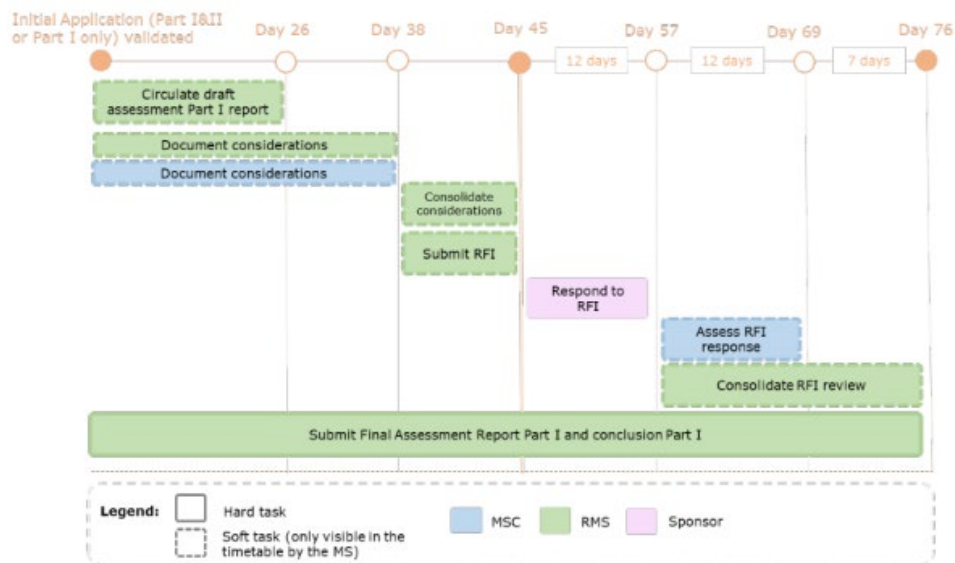 Initial Application (Part I&II
or Part I only) validated
Day 26
Day 38
Day 45
Day 57
Day 69
Day 76
12 days
12 days
7 days
Circulate draft
assessment Part I report
Document considerations
Document considerations
Consolidate
considerations
Submit RFI
Respond to
RFI
Assess RFI
response
Consolidate RFI review
Submit Final Assessment Report Part I and conclusion Part I
Legend:
Hard task
Soft task (only visible in the
timetable by the MS)
MSC
RMS
Sponsor